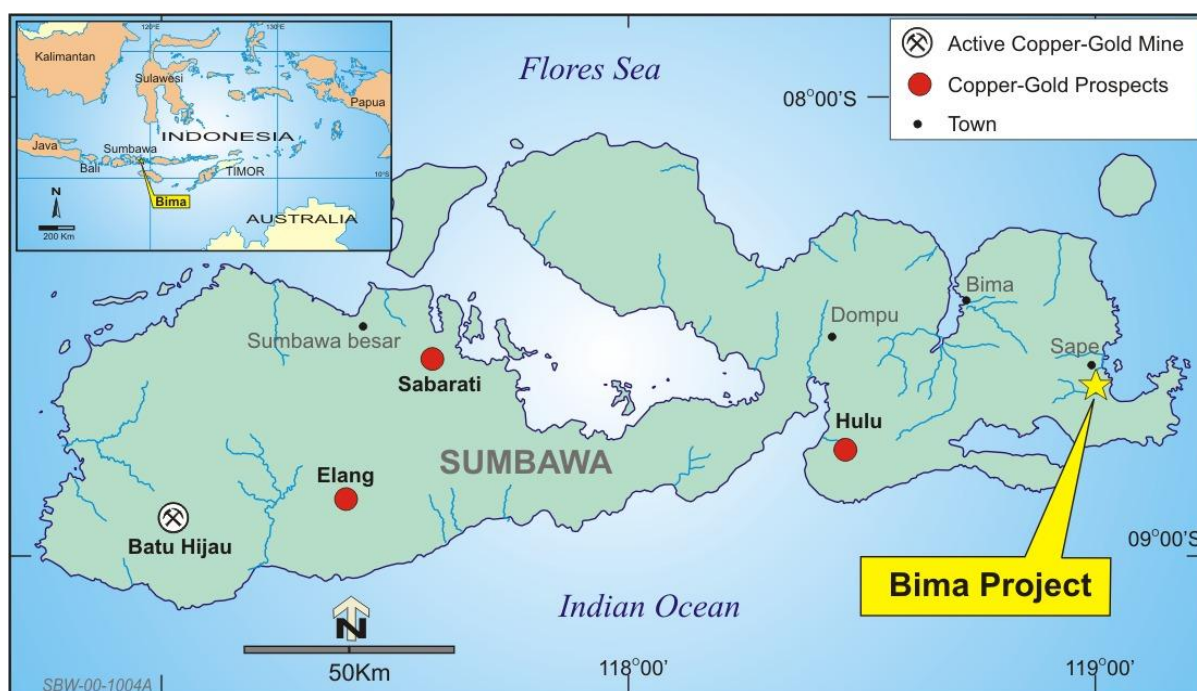 120°E
130°E
Kalimantan
Sulawesi
Papua
INDONESIA
Java
Sumbawa
Bali
TIMOR
10°S
N
Bima
200 Km
AUSTRALIA
Active Copper-Gold Mine
Copper-Gold Prospects
Town
Flores Sea
08°00'S
Bima
Dompu
Sumbawa besar
Sape
Sabarati
Hulu
SUMBAWA
Elang
Batu Hijau
09°00'S
Bima Project
Indian Ocean
N
50Km
118°00'
119°00'
SBW-00-1004A